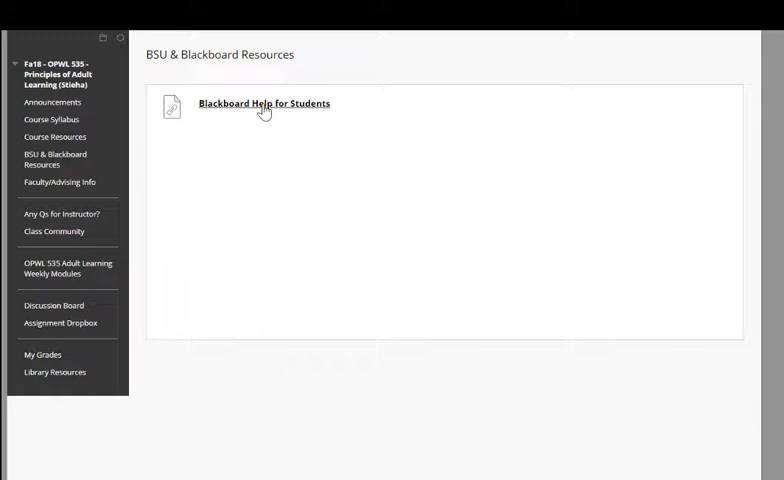 Fa18 - OPWL 535 -
Principles of Adult
Learning (Stieha)
Announcements
Course Syllabus
Course Resources
BSU & Blackboard
Resources
Faculty/Advising Info
Any Qs for Instructor?
Class Community
OPWL 535 Adult Learning
Weekly Modules
Discussion Board
Assignment Dropbox
My Grades
Library Resources
BSU & Blackboard Resources
Blackboard Help for Students